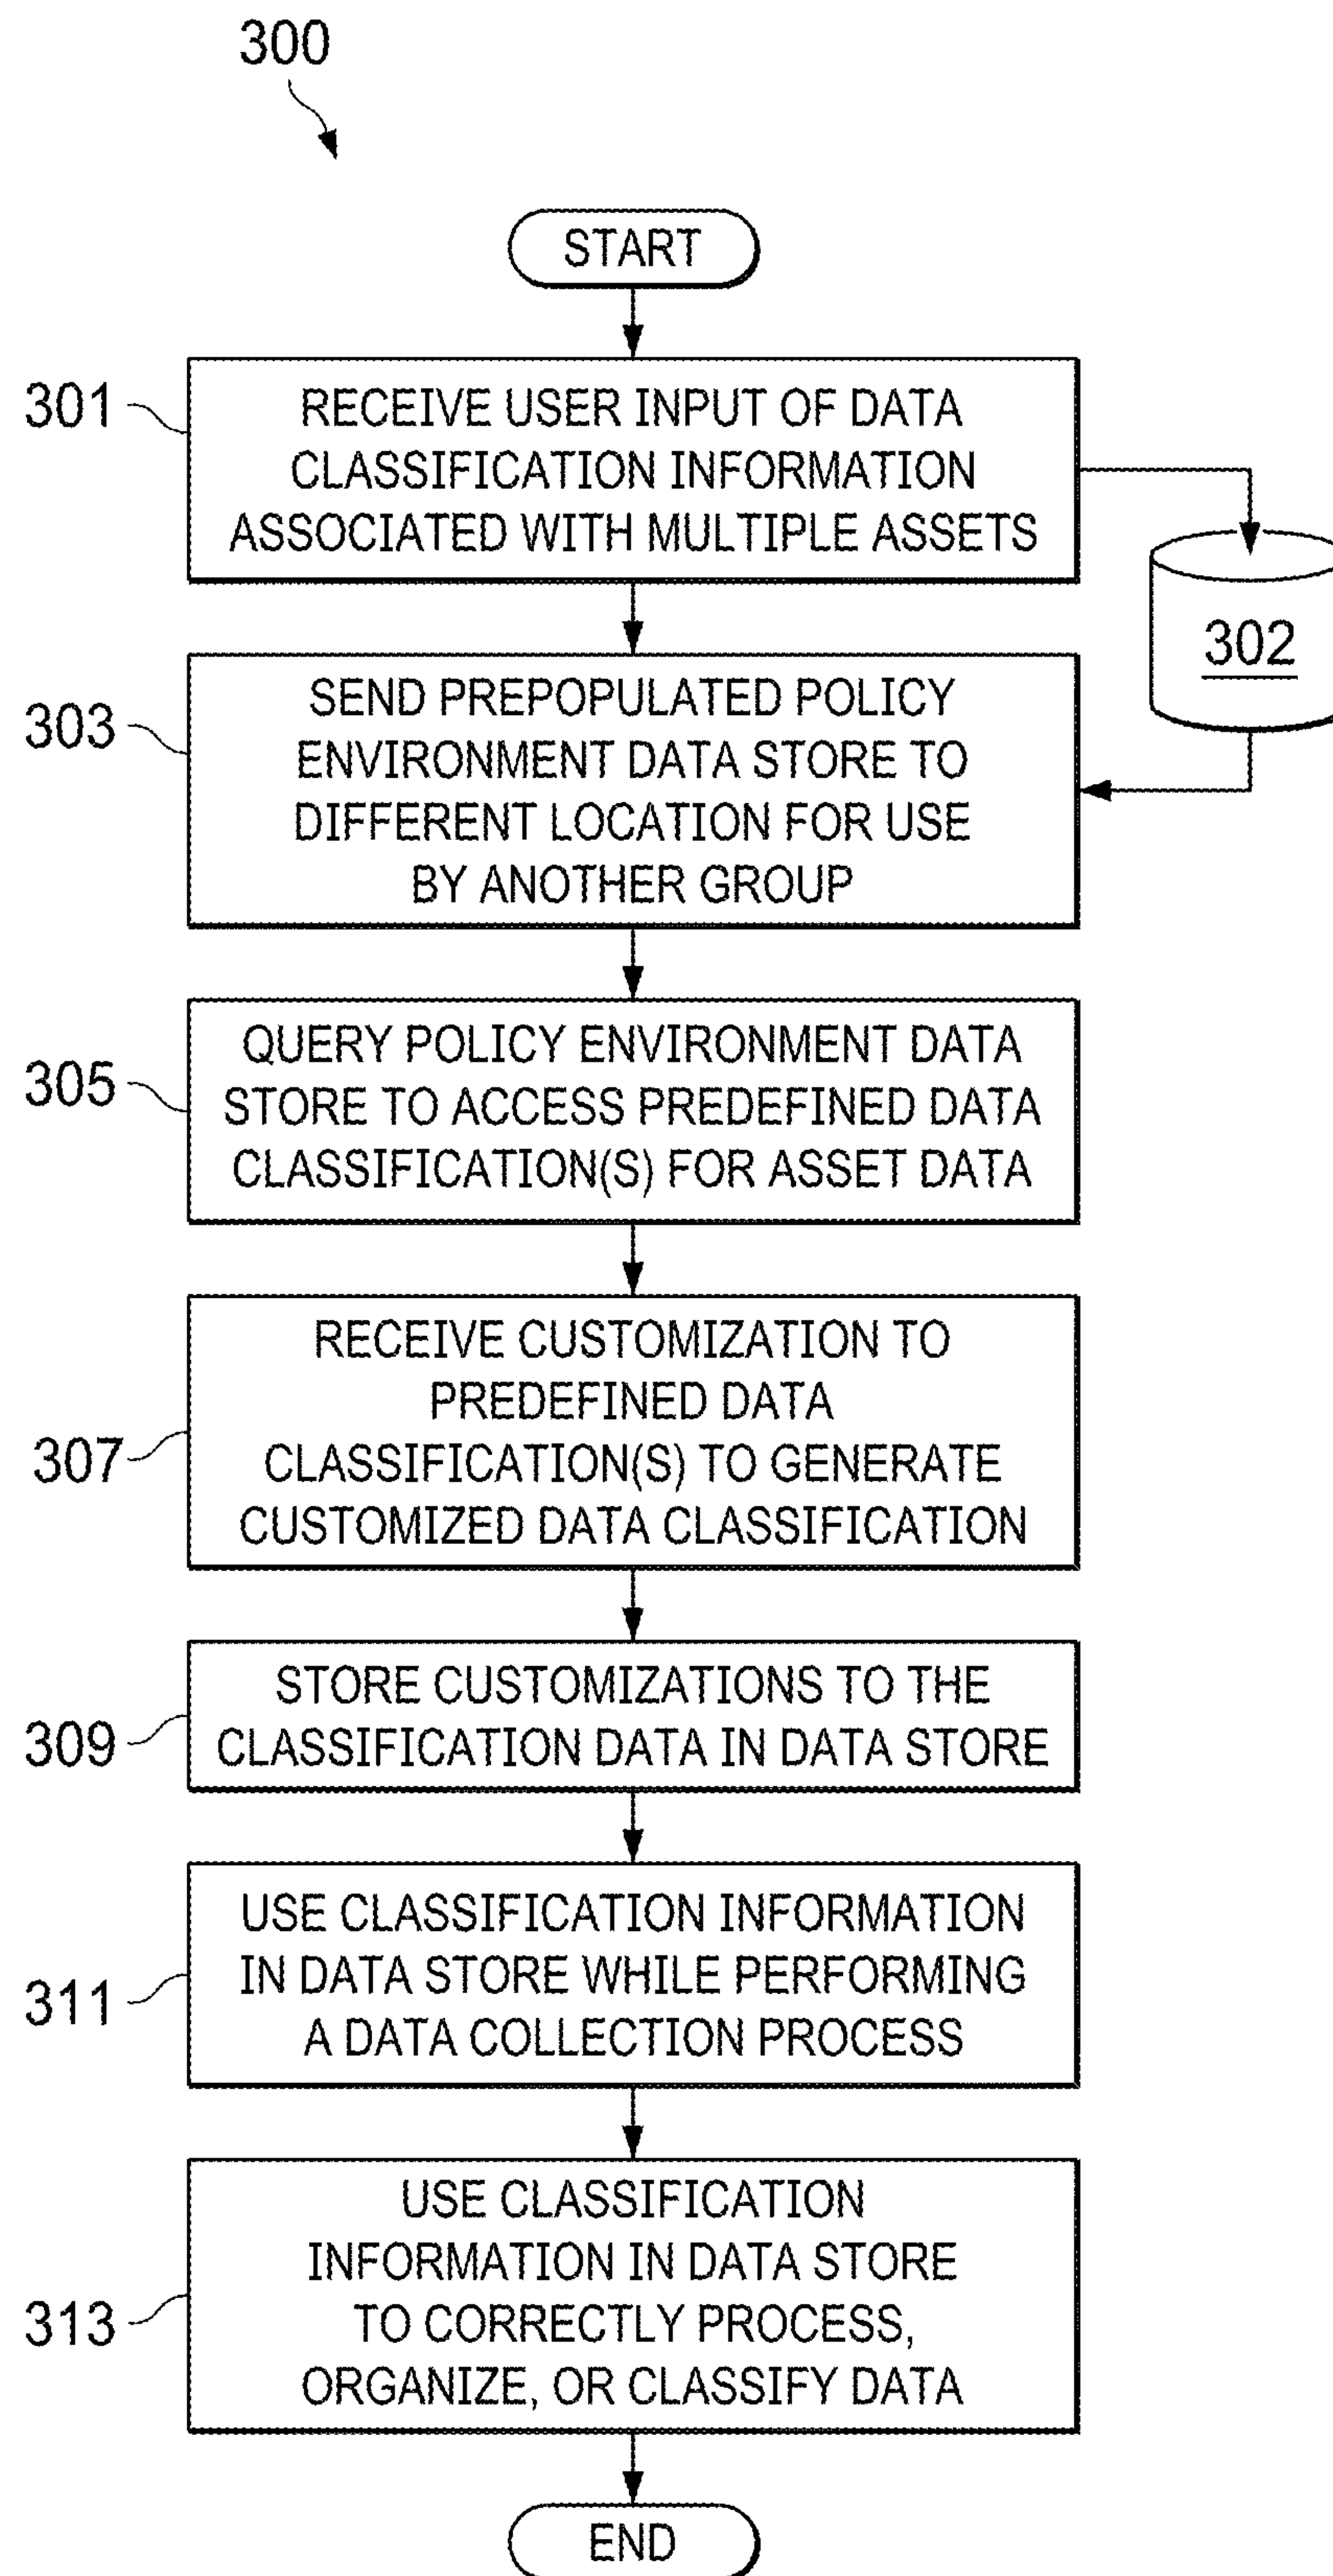 300
START
301
RECEIVE USER INPUT OF DATA
CLASSIFICATION INFORMATION
ASSOCIATED WITH MULTIPLE ASSETS
302
303
SEND PREPOPULATED POLICY
ENVIRONMENT DATA STORE TO
DIFFERENT LOCATION FOR USE
BY ANOTHER GROUP
305
QUERY POLICY ENVIRONMENT DATA
STORE TO ACCESS PREDEFINED DATA
CLASSIFICATION(S) FOR ASSET DATA
307
RECEIVE CUSTOMIZATION TO
PREDEFINED DATA
CLASSIFICATION(S) TO GENERATE
CUSTOMIZED DATA CLASSIFICATION
309
STORE CUSTOMIZATIONS TO THE
CLASSIFICATION DATA IN DATA STORE
311
USE CLASSIFICATION INFORMATION
IN DATA STORE WHILE PERFORMING
A DATA COLLECTION PROCESS
313
USE CLASSIFICATION
INFORMATION IN DATA STORE
TO CORRECTLY PROCESS,
ORGANIZE, OR CLASSIFY DATA
END